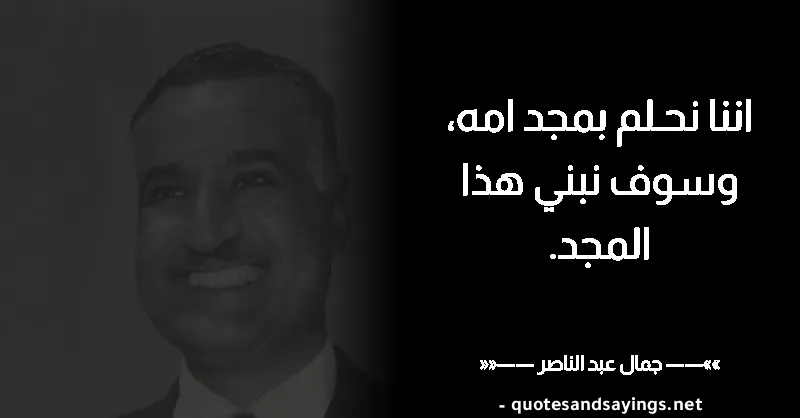 اننا نحلم بمجد امه،
وسوف نبني هذا
المجد.
»»—— جمال عبد الناصر ——««
- quotesandsayings.net